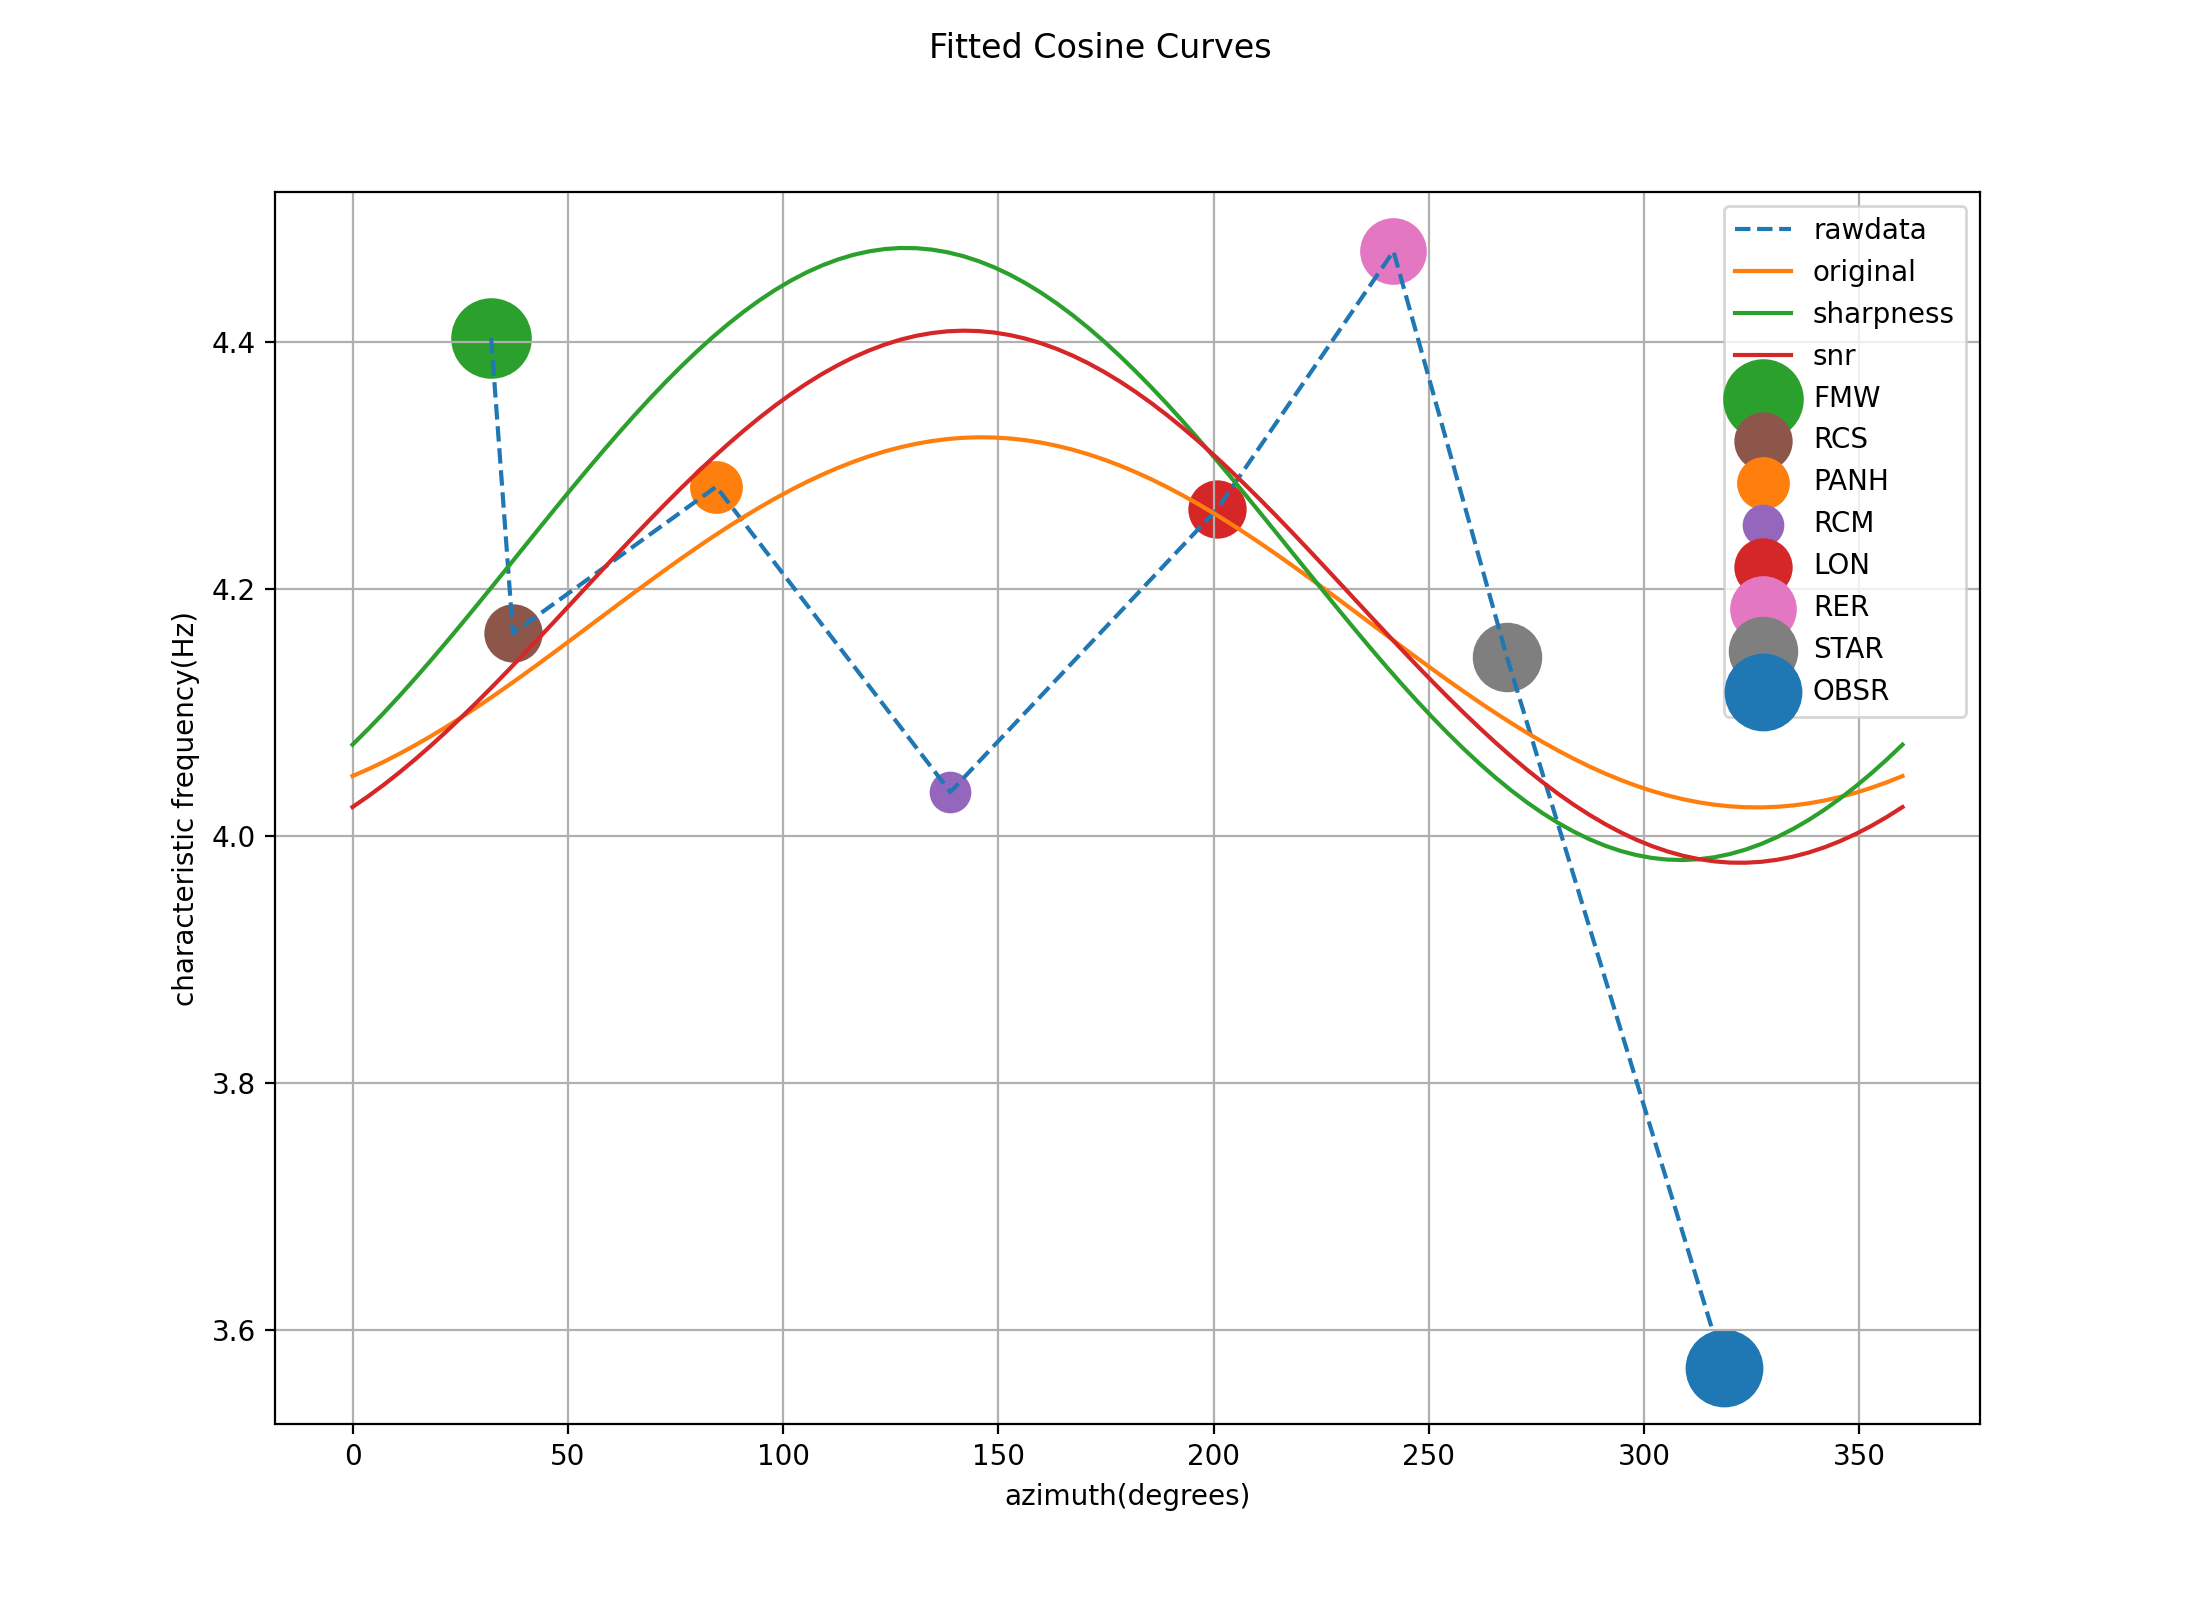 Fitted Cosine Curves
characteristic frequency(Hz)
4.4
4.2
4.0
3.8
3.6
0 50 100 150 200 250 300 350
azimuth(degrees)
rawdata
original
sharpness
snr
FMW
RCS
PANH
RCM
LON
RER
STAR
OBSR